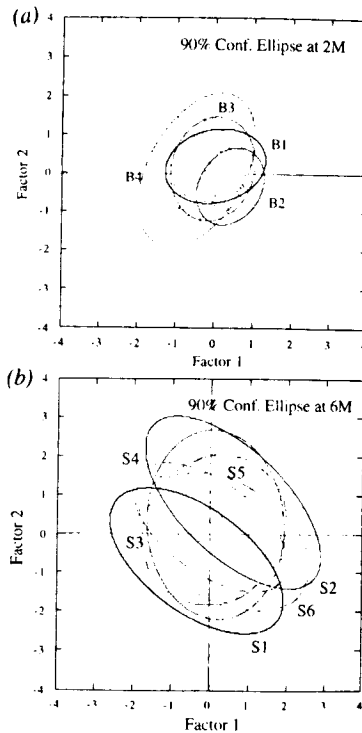 (a)
90% Conf. Ellipse at 2M
B3
B1
B4
B2
Factor 2
4
3
2
1
0
-1
-2
-3
-4
-4 -3 -2 -1 0 1 2 3 4
Factor 1
(b)
90% Conf. Ellipse at 6M
S4
S5
S3
S2
S6
S1
Factor 2
4
3
2
1
0
-1
-2
-3
-4
-4 -3 -2 -1 0 1 2 3 4
Factor 1